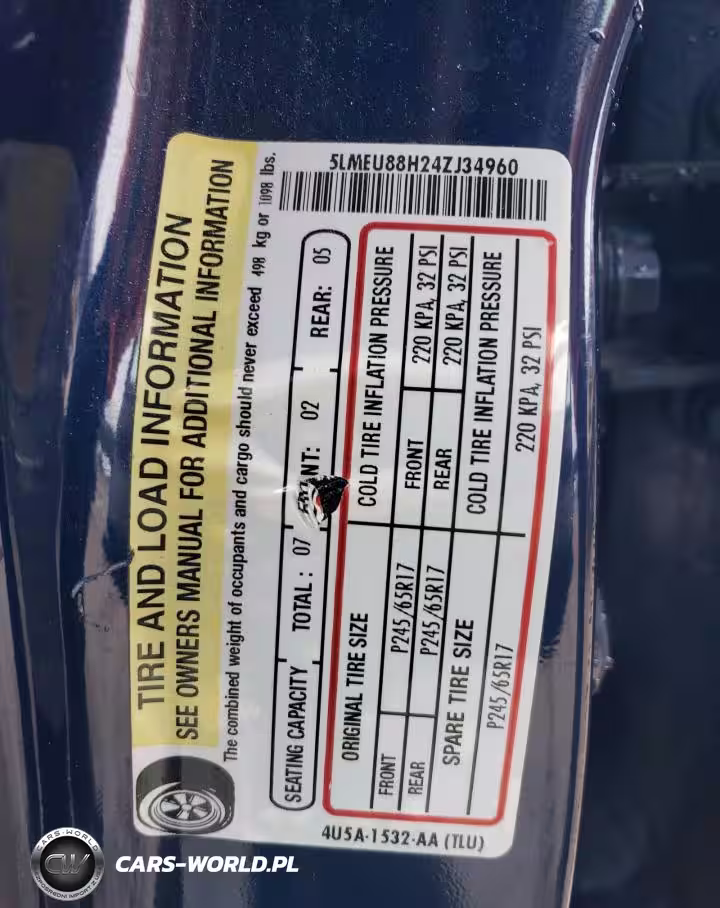 5LMEU88H24ZJ34960
TIRE AND LOAD INFORMATION
SEE OWNERS MANUAL FOR ADDITIONAL INFORMATION
The combined weight of occupants and cargo should never exceed 498 kg or 1098 lbs.
SEATING CAPACITY TOTAL: 07 NT: 02 REAR: 05
ORIGINAL TIRE SIZE COLD TIRE INFLATION PRESSURE
FRONT P245/65R17 FRONT 220 KPA, 32 PSI
REAR P245/65R17 REAR 220 KPA, 32 PSI
SPARE TIRE SIZE COLD TIRE INFLATION PRESSURE
P245/65R17 220 KPA, 32 PSI
4U5A-1532-AA (TLU)
CARS-WORLD
CW
CARS-WORLD.PL